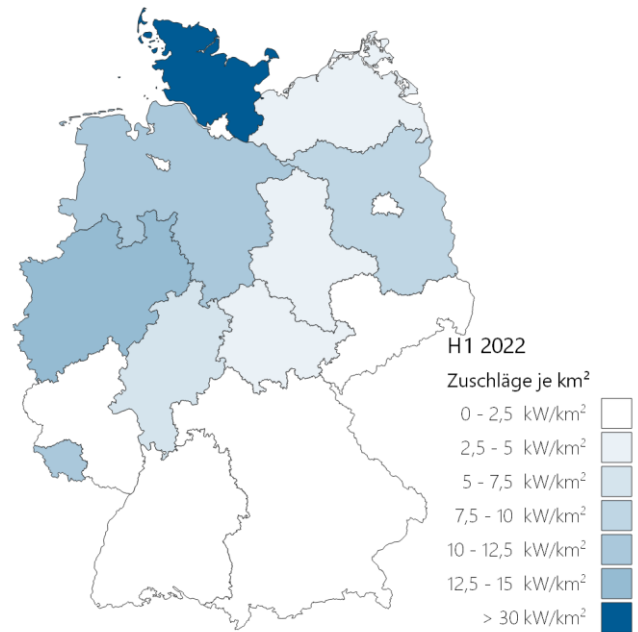 H1 2022
Zuschläge je km²
0 - 2,5 kW/km²
2,5 - 5 kW/km²
5 - 7,5 kW/km²
7,5 - 10 kW/km²
10 - 12,5 kW/km²
12,5 - 15 kW/km²
> 30 kW/km²